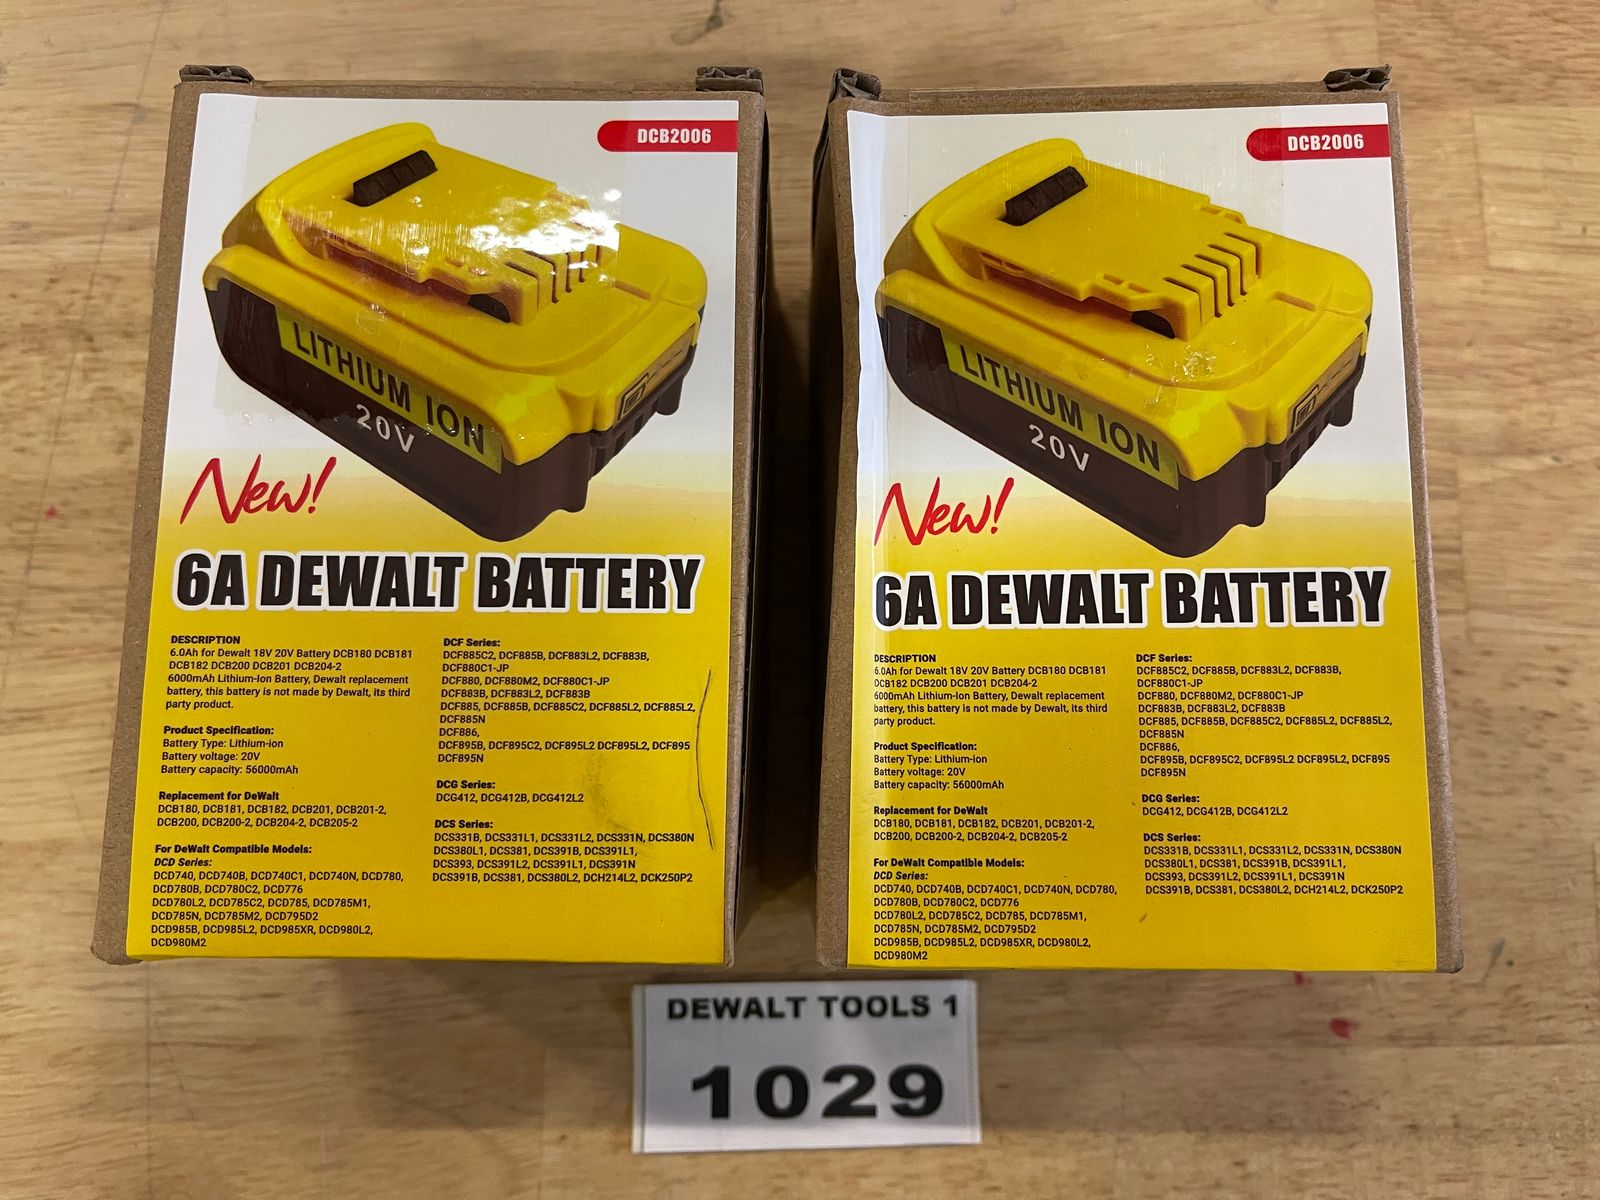 DCB2006
LITHIUM ION
20V
New!
6A DEWALT BATTERY
DESCRIPTION
6.0Ah for Dewalt 18V 20V Battery DCB180 DCB181
DCB182 DCB200 DCB201 DCB204-2
6000mAh Lithium-Ion Battery, Dewalt replacement
battery, this battery is not made by Dewalt, its third
party product.
Product Specification:
Battery Type: Lithium-ion
Battery voltage: 20V
Battery capacity: 56000mAh
Replacement for DeWalt
DCB180, DCB181, DCB182, DCB201, DCB201-2,
DCB200, DCB200-2, DCB204-2, DCB205-2
For DeWalt Compatible Models:
DCD Series:
DCD740, DCD740B, DCD740C1, DCD740N, DCD780,
DCD780B, DCD780C2, DCD776
DCD780L2, DCD785C2, DCD785, DCD785M1,
DCD785N, DCD785M2, DCD795D2
DCD985B, DCD985L2, DCD985XR, DCD980L2,
DCD980M2
DCF Series:
DCF885C2, DCF885B, DCF883L2, DCF883B,
DCF880C1-JP
DCF880, DCF880M2, DCF880C1-JP
DCF883B, DCF883L2, DCF883B
DCF885, DCF885B, DCF885C2, DCF885L2, DCF885L2,
DCF885N
DCF886,
DCF895B, DCF895C2, DCF895L2 DCF895L2, DCF895
DCF895N
DCG Series:
DCG412, DCG412B, DCG412L2
DCS Series:
DCS331B, DCS331L1, DCS331L2, DCS331N, DCS380N
DCS380L1, DCS381, DCS391B, DCS391L1,
DCS393, DCS391L2, DCS391L1, DCS391N
DCS391B, DCS381, DCS380L2, DCH214L2, DCK250P2
DCB2006
LITHIUM ION
20V
New!
6A DEWALT BATTERY
DESCRIPTION
6.0Ah for Dewalt 18V 20V Battery DCB180 DCB181
DCB182 DCB200 DCB201 DCB204-2
6000mAh Lithium-Ion Battery, Dewalt replacement
battery, this battery is not made by Dewalt, its third
party product.
Product Specification:
Battery Type: Lithium-ion
Battery voltage: 20V
Battery capacity: 56000mAh
Replacement for DeWalt
DCB180, DCB181, DCB182, DCB201, DCB201-2,
DCB200, DCB200-2, DCB204-2, DCB205-2
For DeWalt Compatible Models:
DCD Series:
DCD740, DCD740B, DCD740C1, DCD740N, DCD780,
DCD780B, DCD780C2, DCD776
DCD780L2, DCD785C2, DCD785, DCD785M1,
DCD785N, DCD785M2, DCD795D2
DCD985B, DCD985L2, DCD985XR, DCD980L2,
DCD980M2
DCF Series:
DCF885C2, DCF885B, DCF883L2, DCF883B,
DCF880C1-JP
DCF880, DCF880M2, DCF880C1-JP
DCF883B, DCF883L2, DCF883B
DCF885, DCF885B, DCF885C2, DCF885L2, DCF885L2,
DCF885N
DCF886,
DCF895B, DCF895C2, DCF895L2 DCF895L2, DCF895
DCF895N
DCG Series:
DCG412, DCG412B, DCG412L2
DCS Series:
DCS331B, DCS331L1, DCS331L2, DCS331N, DCS380N
DCS380L1, DCS381, DCS391B, DCS391L1,
DCS393, DCS391L2, DCS391L1, DCS391N
DCS391B, DCS381, DCS380L2, DCH214L2, DCK250P2
DEWALT TOOLS 1
1029